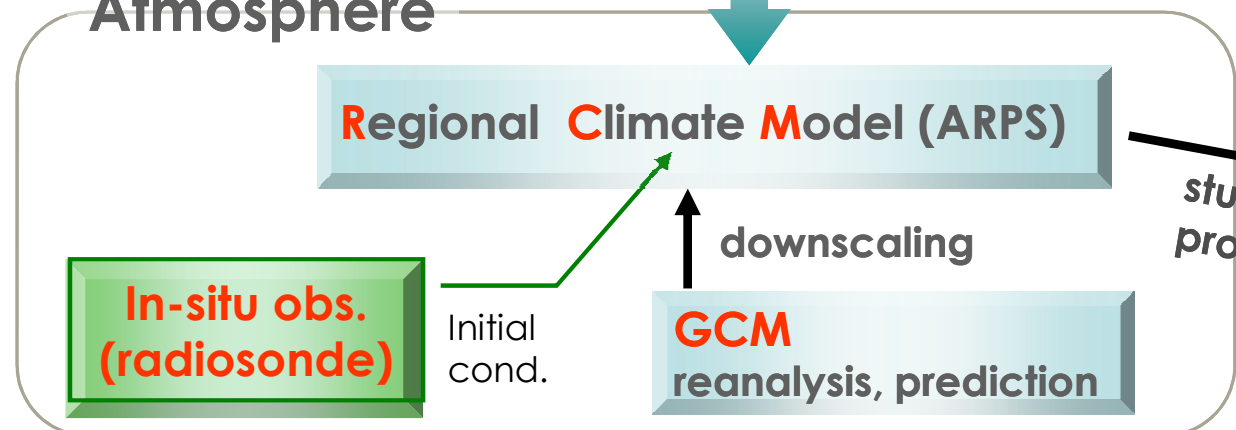 Atmosphere
Regional Climate Model (ARPS)
downscaling
In-situ obs.
(radiosonde)
Initial
cond.
GCM
reanalysis, prediction